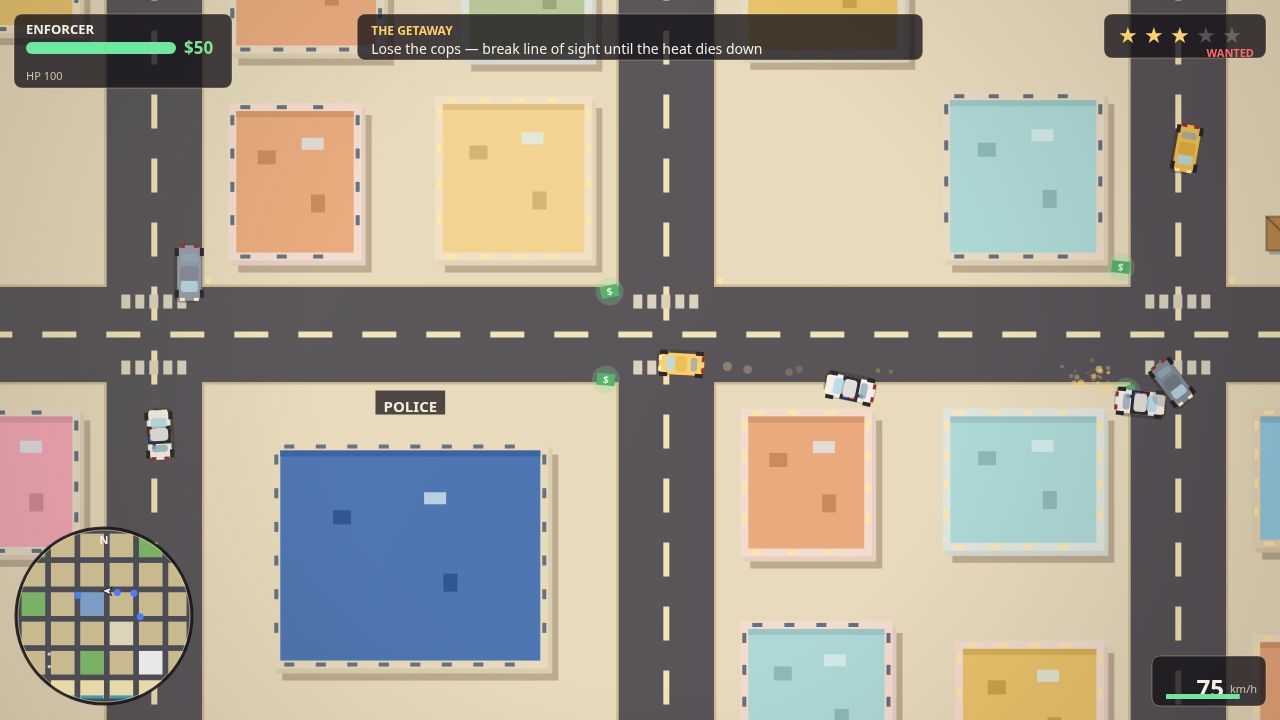 ENFORCER
$50
HP 100
THE GETAWAY
Lose the cops — break line of sight until the heat dies down
WANTED
$
$
$
POLICE
N
75 km/h